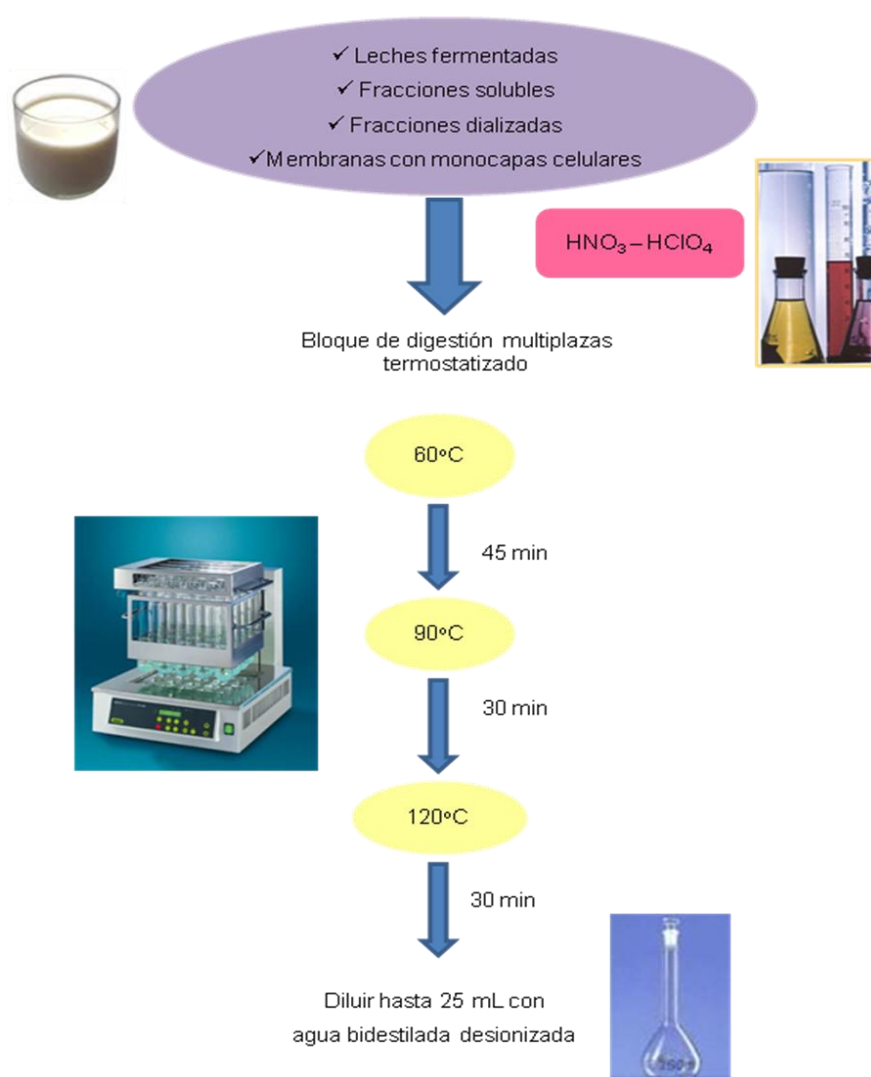 ✓ Leches fermentadas
✓ Fracciones solubles
✓ Fracciones dializadas
✓Membranas con monocapas celulares
HNO₃ – HClO₄
Bloque de digestión multiplazas
termostatizado
60ºC
45 min
90ºC
30 min
120ºC
30 min
Diluir hasta 25 mL con
agua bidestilada desionizada